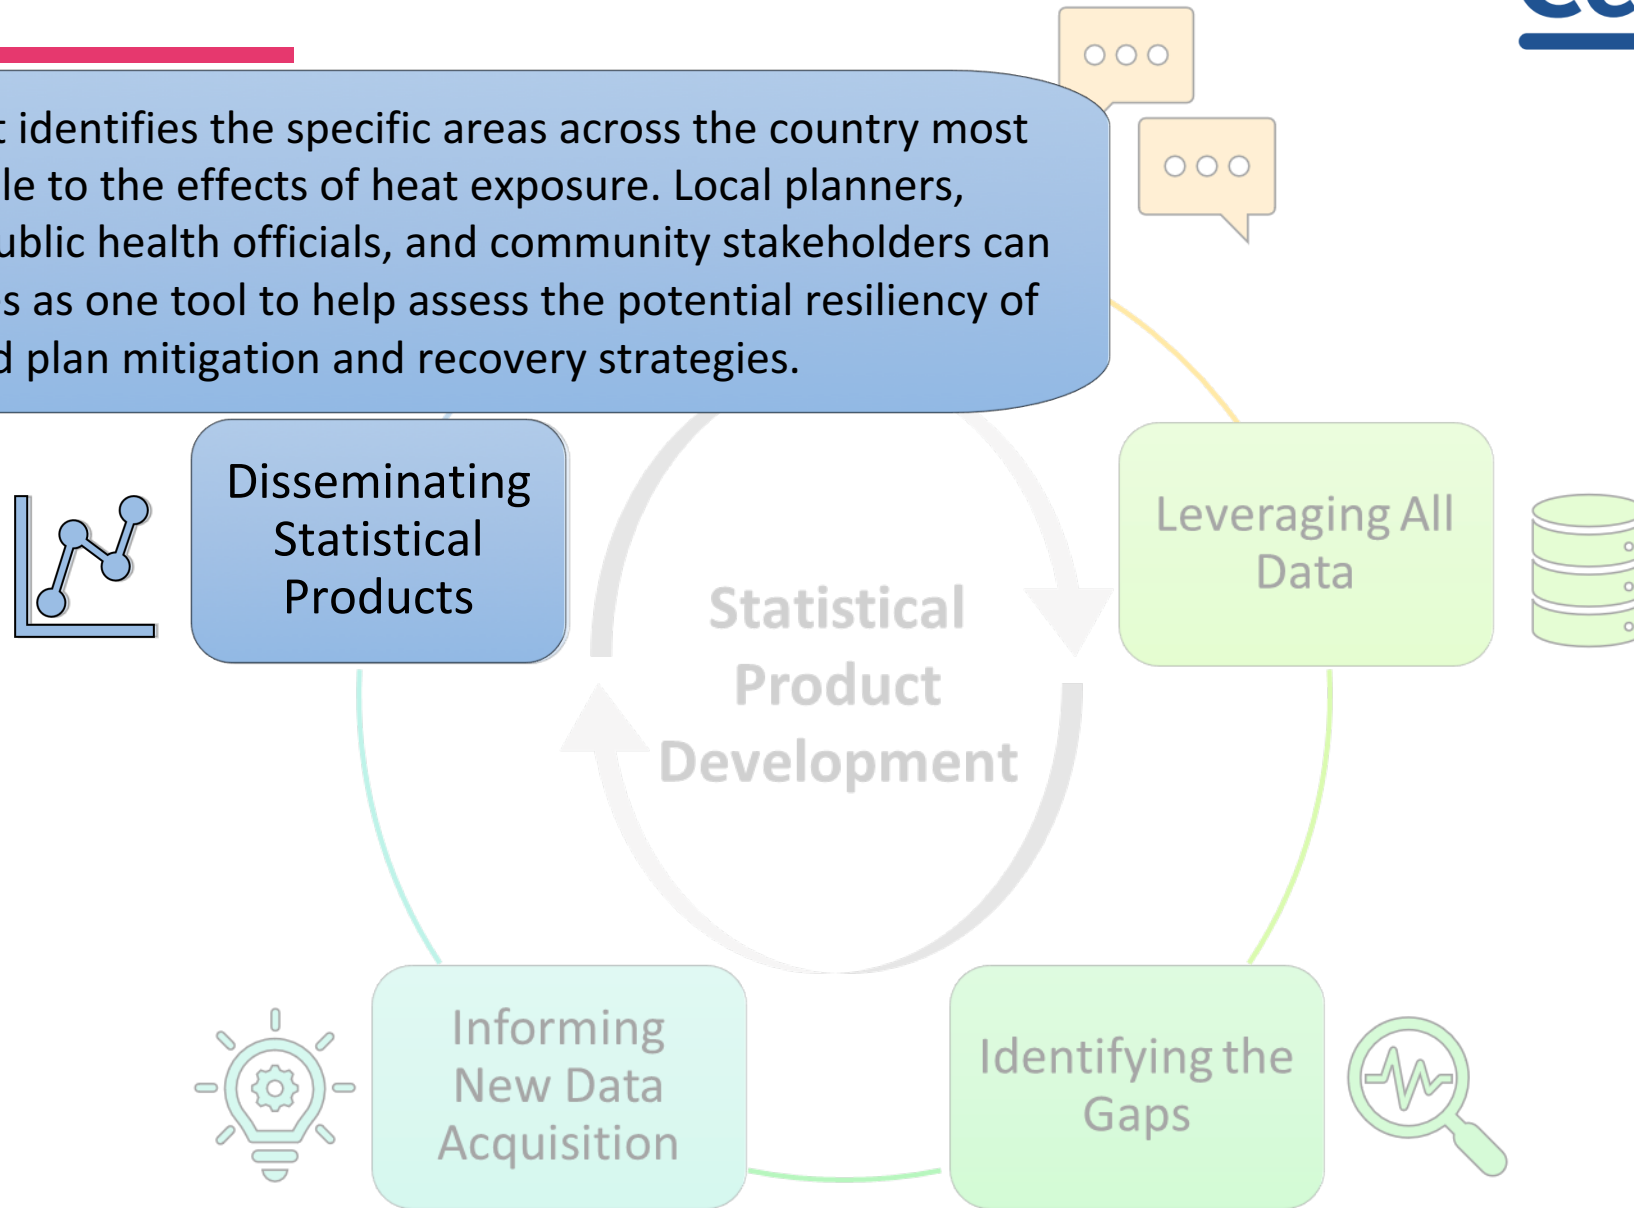 identifies the specific areas across the country most
to the effects of heat exposure. Local planners,
health officials, and community stakeholders can
as one tool to help assess the potential resiliency of
plan mitigation and recovery strategies.
Disseminating
Statistical
Products
Leveraging All
Data
Statistical
Product
Development
Informing
New Data
Acquisition
Identifying the
Gaps